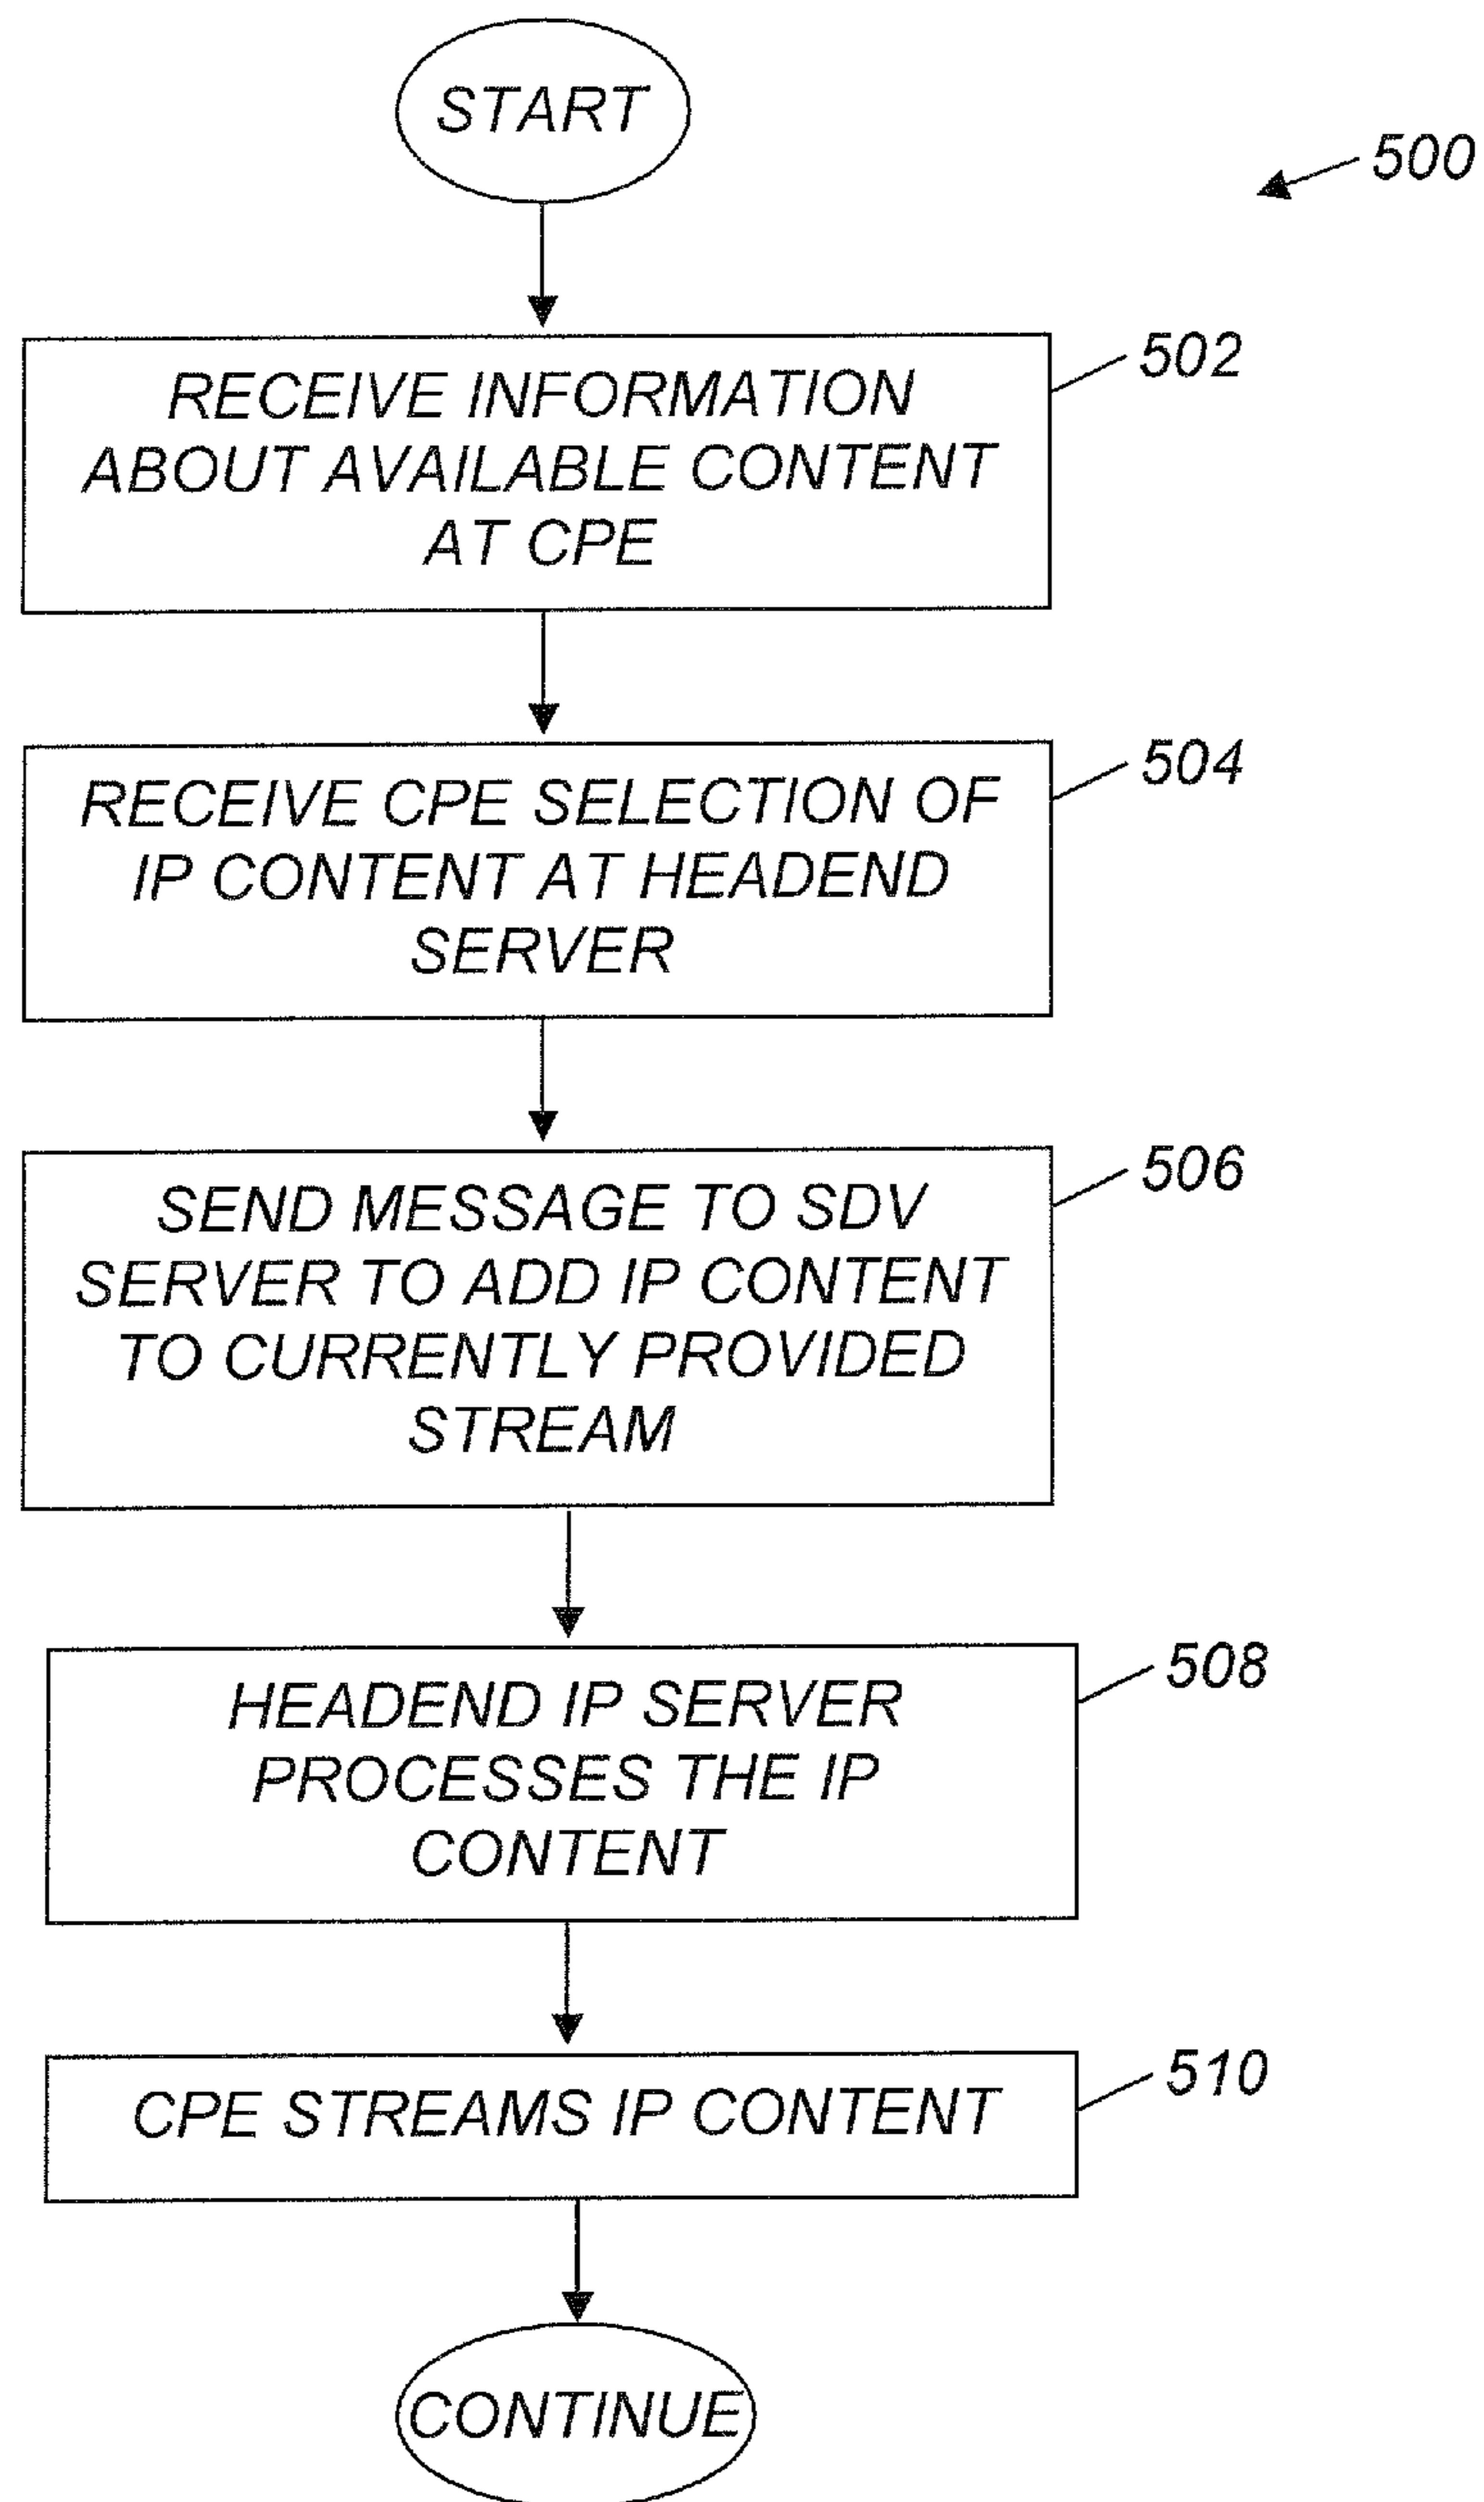 START
500
502
RECEIVE INFORMATION
ABOUT AVAILABLE CONTENT
AT CPE
504
RECEIVE CPE SELECTION OF
IP CONTENT AT HEADEND
SERVER
506
SEND MESSAGE TO SDV
SERVER TO ADD IP CONTENT
TO CURRENTLY PROVIDED
STREAM
508
HEADEND IP SERVER
PROCESSES THE IP
CONTENT
510
CPE STREAMS IP CONTENT
CONTINUE